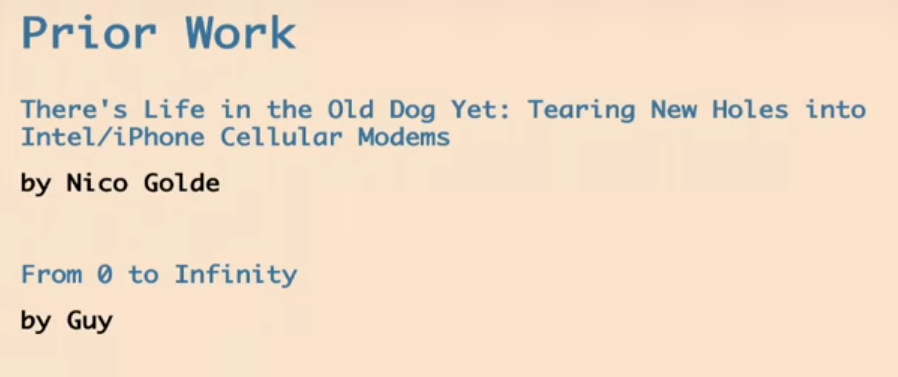 Prior Work
There's Life in the Old Dog Yet: Tearing New Holes into
Intel/iPhone Cellular Modems
by Nico Golde
From 0 to Infinity
by Guy